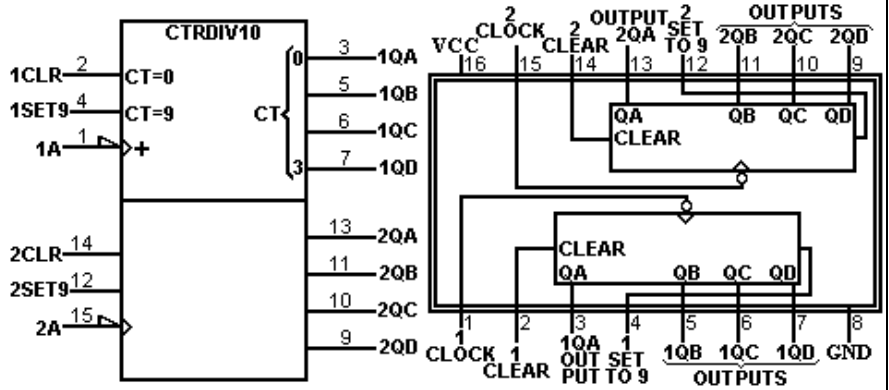 CTRDIV10
1CLR 2 CT=0
1SET9 4 CT=9
1A 1 +
CT 0 3
3 1QA
5 1QB
6 1QC
7 1QD
2CLR 14
2SET9 12
2A 15
13 2QA
11 2QB
10 2QC
9 2QD
VCC
2 CLOCK
2 CLEAR
OUTPUT 2QA
2 SET TO 9
OUTPUTS
2QB 2QC 2QD
16 15 14 13 12 11 10 9
QA QB QC QD
CLEAR
CLEAR
QA QB QC QD
1 2 3 4 5 6 7 8
1 CLOCK
1 CLEAR
1QA OUT PUT
1 SET TO 9
1QB 1QC 1QD
OUTPUTS
GND